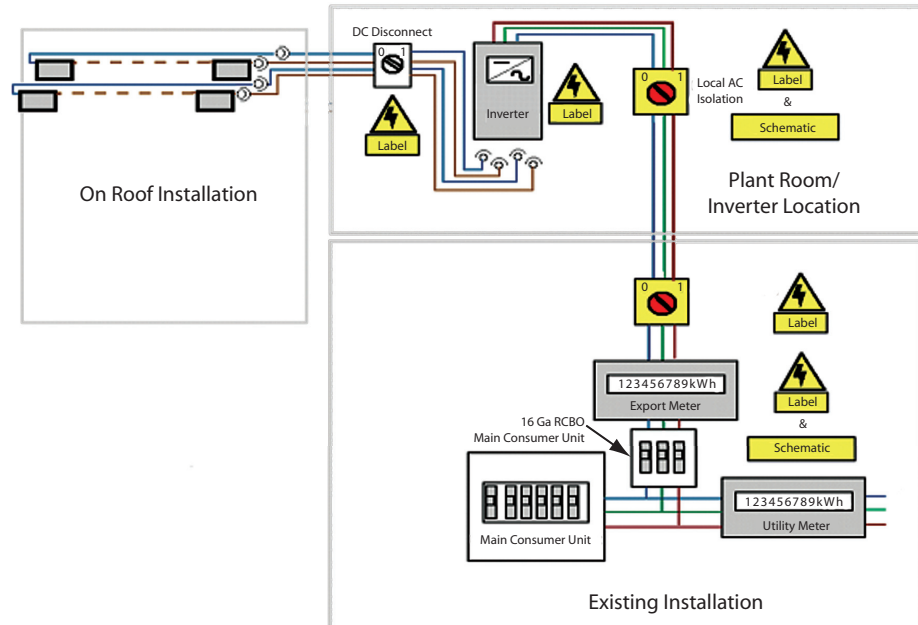 DC Disconnect
0 1
Label
Inverter
Label
0 1
Local AC
Isolation
Label
&
Schematic
On Roof Installation
Plant Room/
Inverter Location
0 1
Label
123456789kWh
Export Meter
Label
&
Schematic
16 Ga RCBO
Main Consumer Unit
Main Consumer Unit
123456789kWh
Utility Meter
Existing Installation